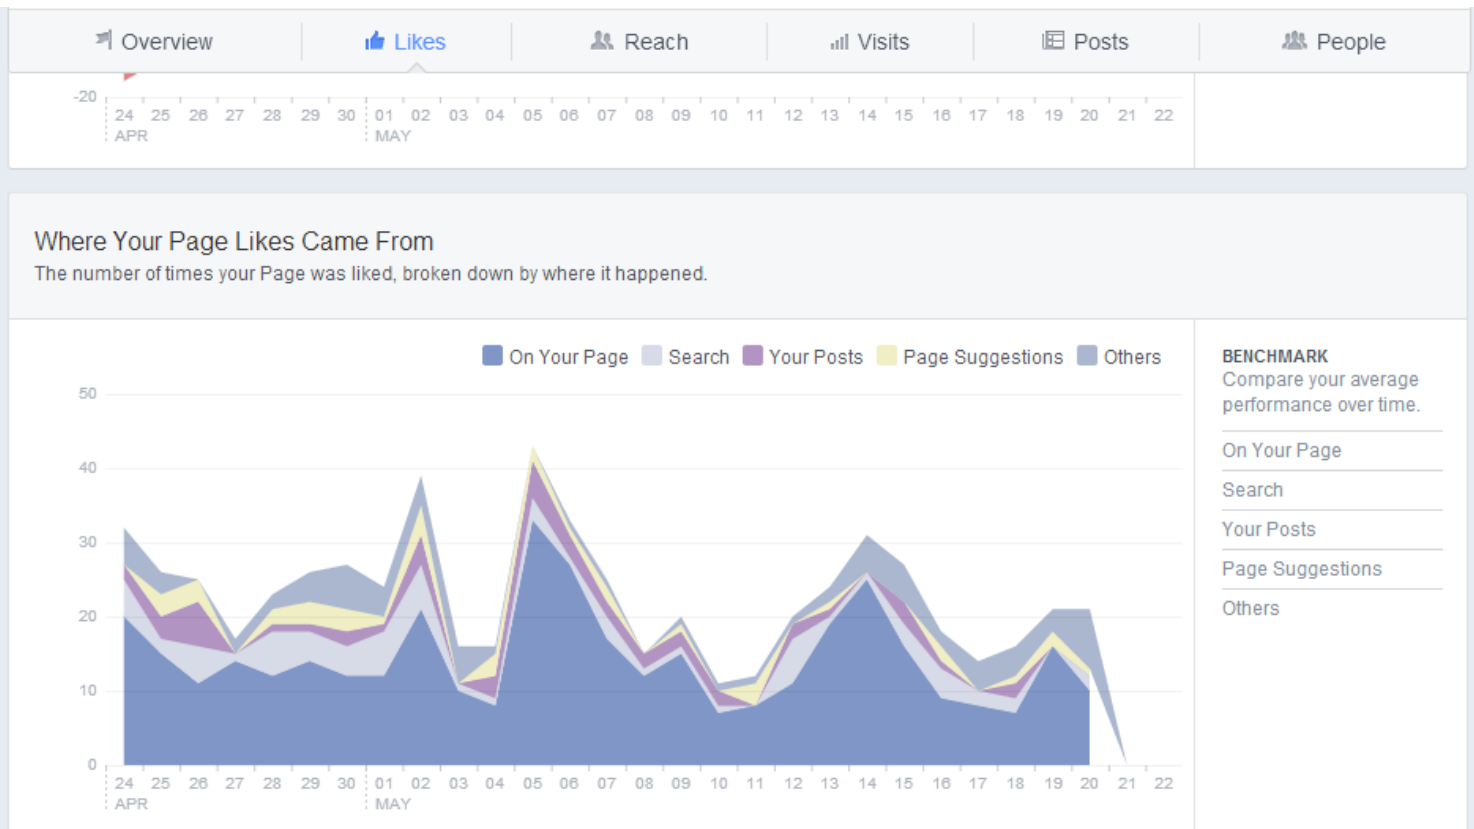 Overview Likes Reach Visits Posts People
-20
24 25 26 27 28 29 30 01 02 03 04 05 06 07 08 09 10 11 12 13 14 15 16 17 18 19 20 21 22
APR MAY
Where Your Page Likes Came From
The number of times your Page was liked, broken down by where it happened.
On Your Page Search Your Posts Page Suggestions Others
50
40
30
20
10
0
24 25 26 27 28 29 30 01 02 03 04 05 06 07 08 09 10 11 12 13 14 15 16 17 18 19 20 21 22
APR MAY
BENCHMARK
Compare your average
performance over time.
On Your Page
Search
Your Posts
Page Suggestions
Others